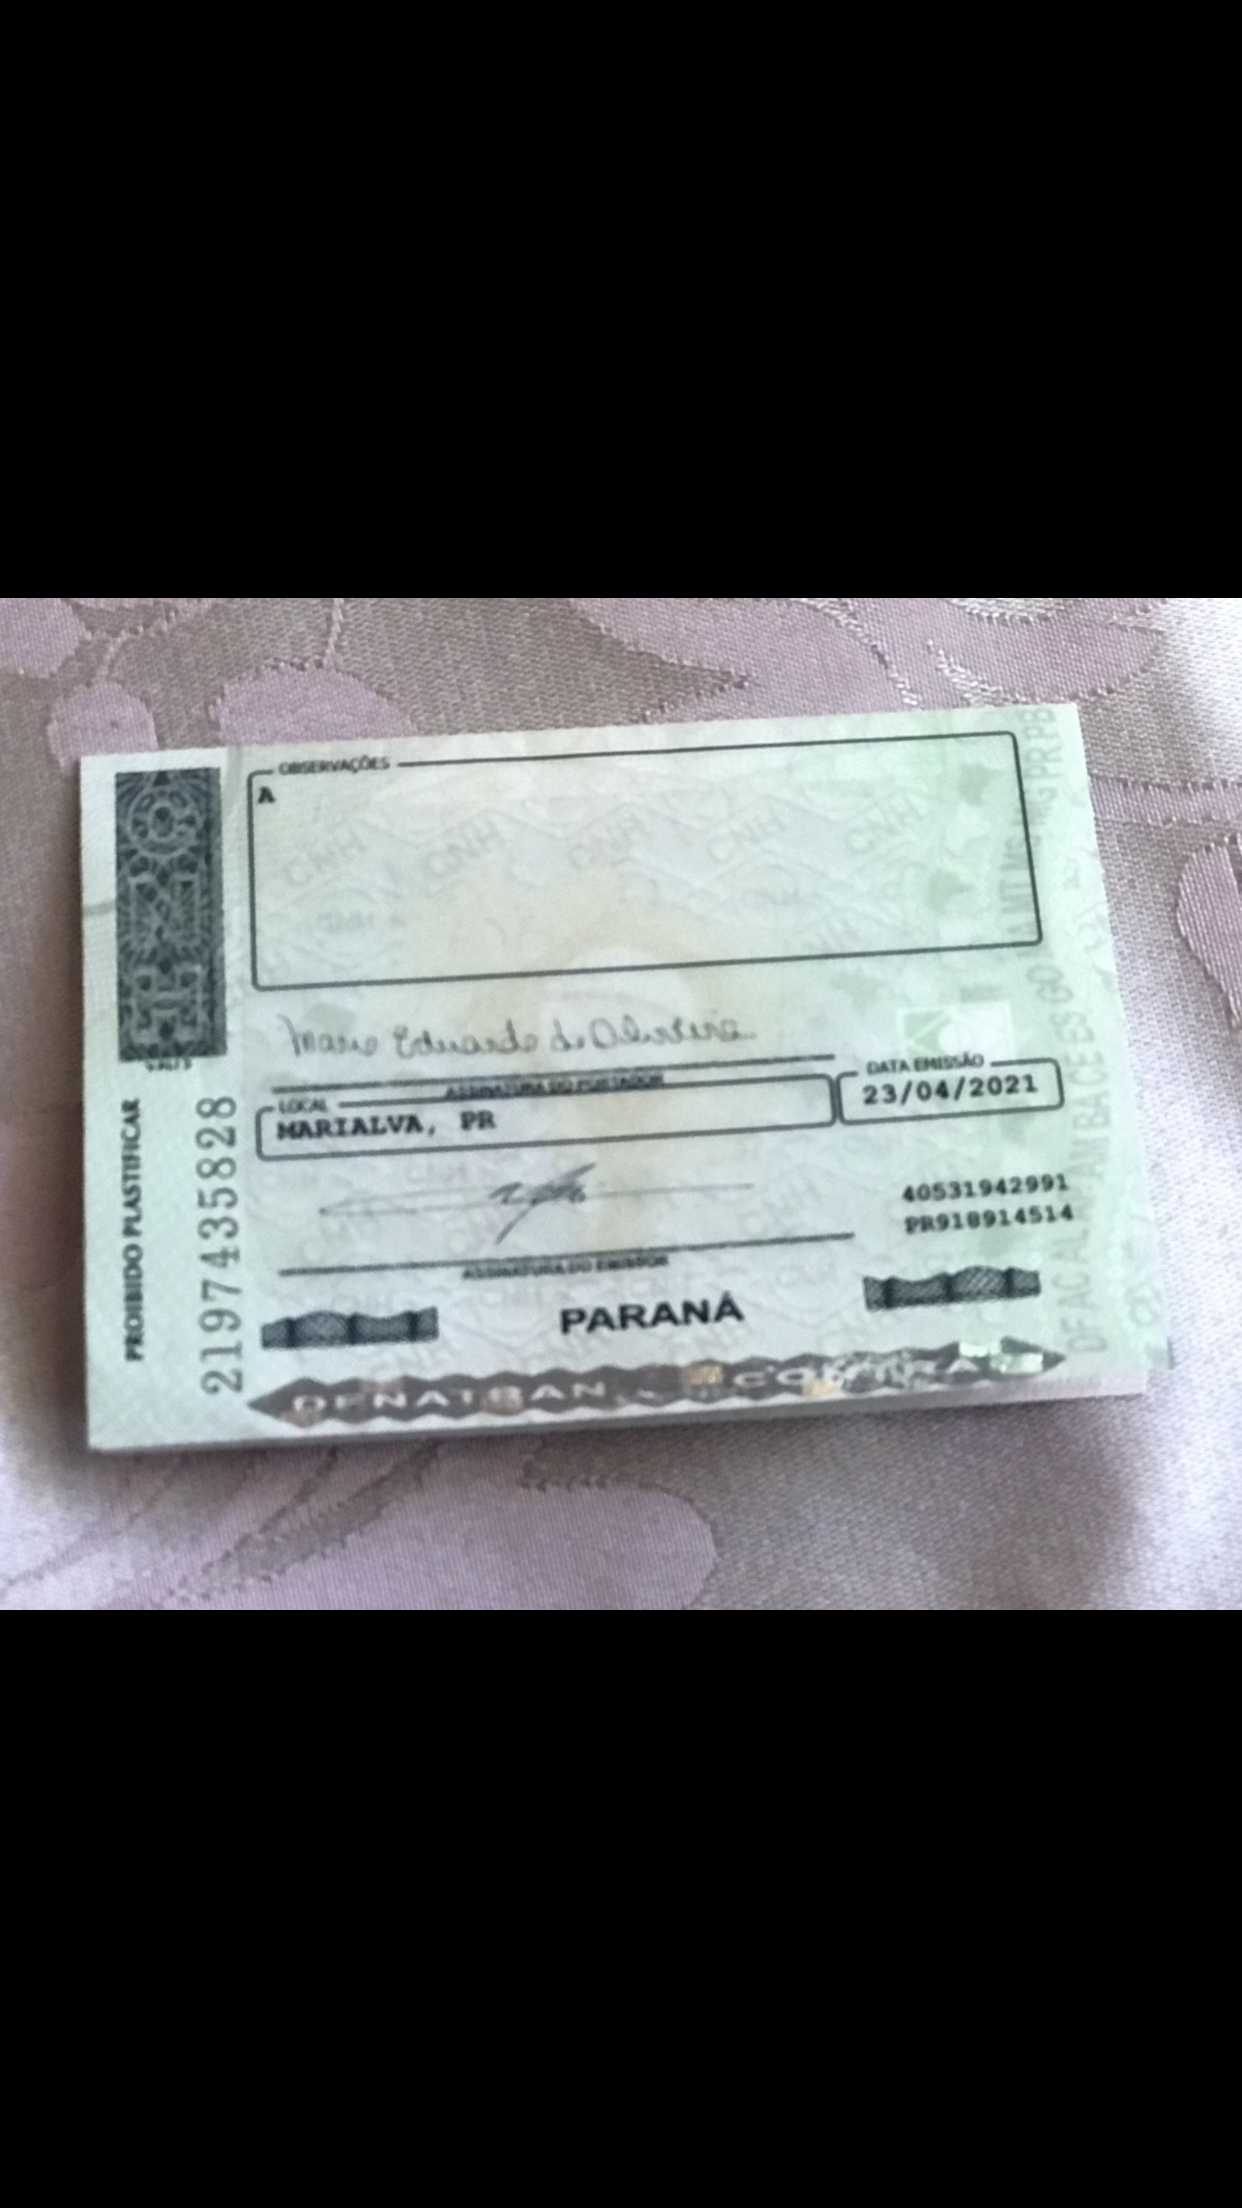 OBSERVAÇÕES
A
Mario Eduardo de Oliveira
ASSINATURA DO PORTADOR
LOCAL
MARIALVA, PR
DATA EMISSÃO
23/04/2021
40531942991
PR918914514
ASSINATURA DO EMISSOR
PARANÁ
DENATRAN CONTRAN
PROIBIDO PLASTIFICAR
2197435828